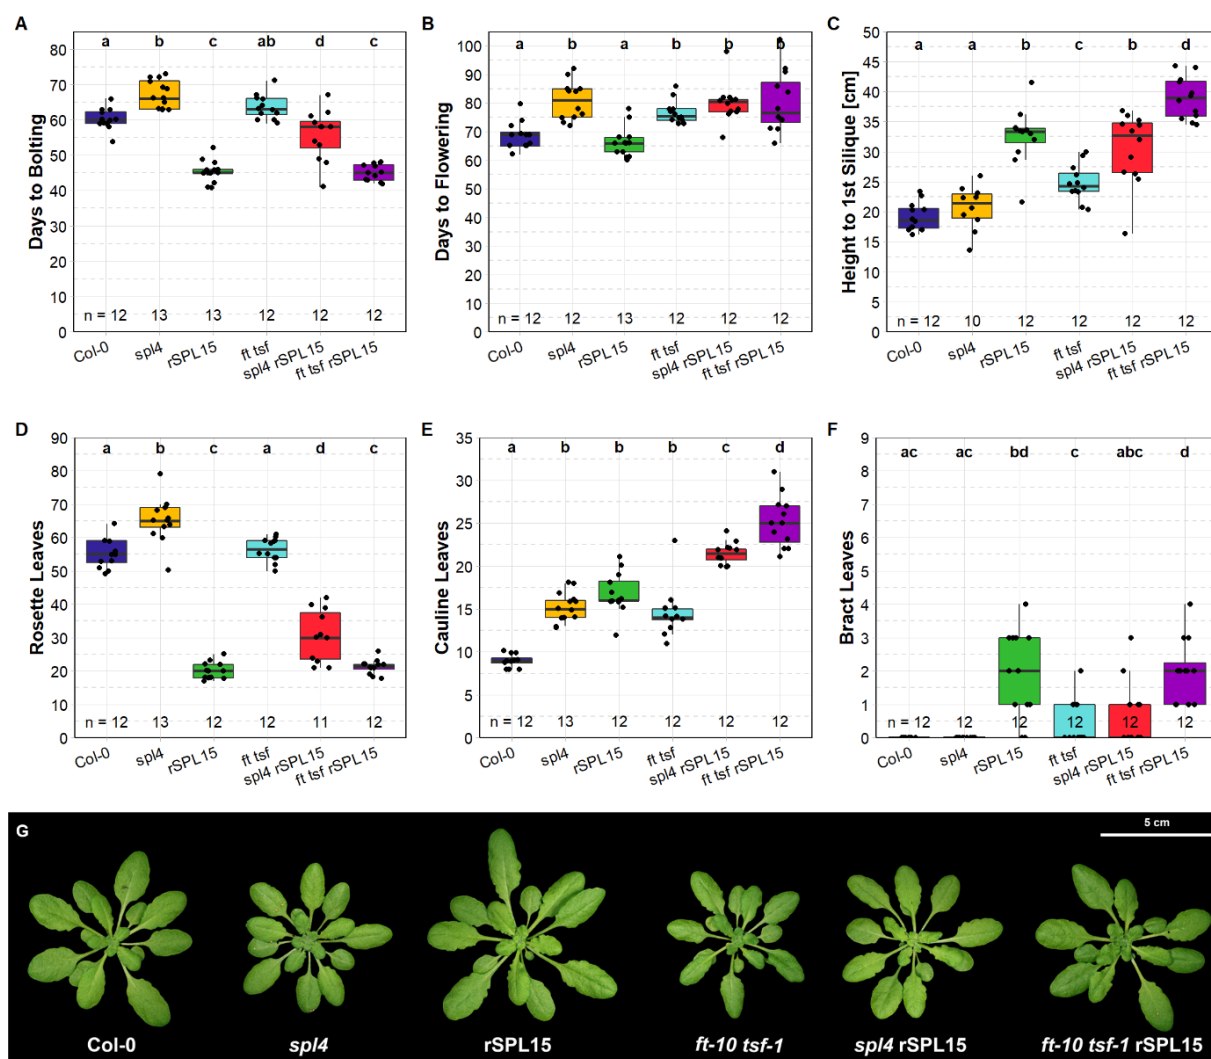 A
a b c ab d c
Days to Bolting
80
70
60
50
40
30
20
10
0
n = 12 13 13 12 12 12
Col-0 spl4 rSPL15 ft tsf spl4 rSPL15 ft tsf rSPL15
B
a b a b b b
Days to Flowering
100
90
80
70
60
50
40
30
20
10
0
n = 12 12 13 12 12 12
Col-0 spl4 rSPL15 ft tsf spl4 rSPL15 ft tsf rSPL15
C
a a b c b d
Height to 1st Silique [cm]
50
45
40
35
30
25
20
15
10
5
0
n = 12 10 12 12 12 12
Col-0 spl4 rSPL15 ft tsf spl4 rSPL15 ft tsf rSPL15
D
a b c a d c
Rosette Leaves
90
80
70
60
50
40
30
20
10
0
n = 12 13 12 12 11 12
Col-0 spl4 rSPL15 ft tsf spl4 rSPL15 ft tsf rSPL15
E
a b b b c d
Cauline Leaves
35
30
25
20
15
10
5
0
n = 12 13 12 12 12 12
Col-0 spl4 rSPL15 ft tsf spl4 rSPL15 ft tsf rSPL15
F
ac ac bd c abc d
Bract Leaves
9
8
7
6
5
4
3
2
1
0
n = 12 12 12 12 12 12
Col-0 spl4 rSPL15 ft tsf spl4 rSPL15 ft tsf rSPL15
G
5 cm
Col-0 spl4 rSPL15 ft-10 tsf-1 spl4 rSPL15 ft-10 tsf-1 rSPL15